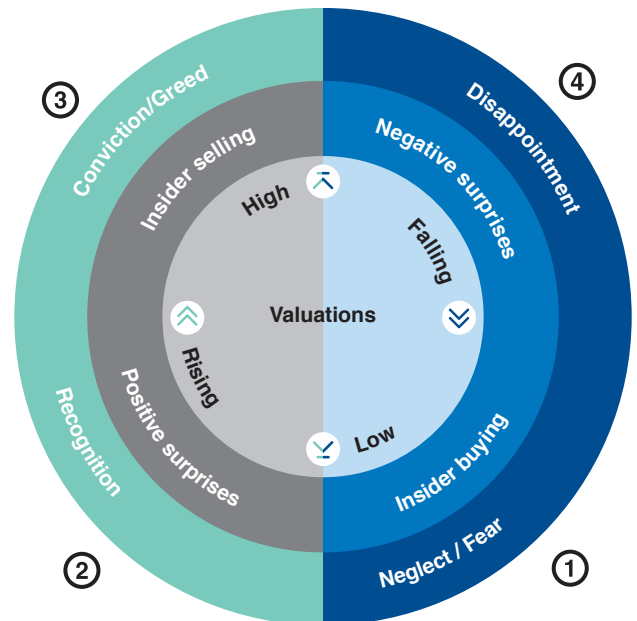 3
4
Conviction/Greed
Disappointment
Insider selling
Negative surprises
High
Falling
Valuations
Rising
Low
Recognition
Positive surprises
Insider buying
Neglect / Fear
2
1